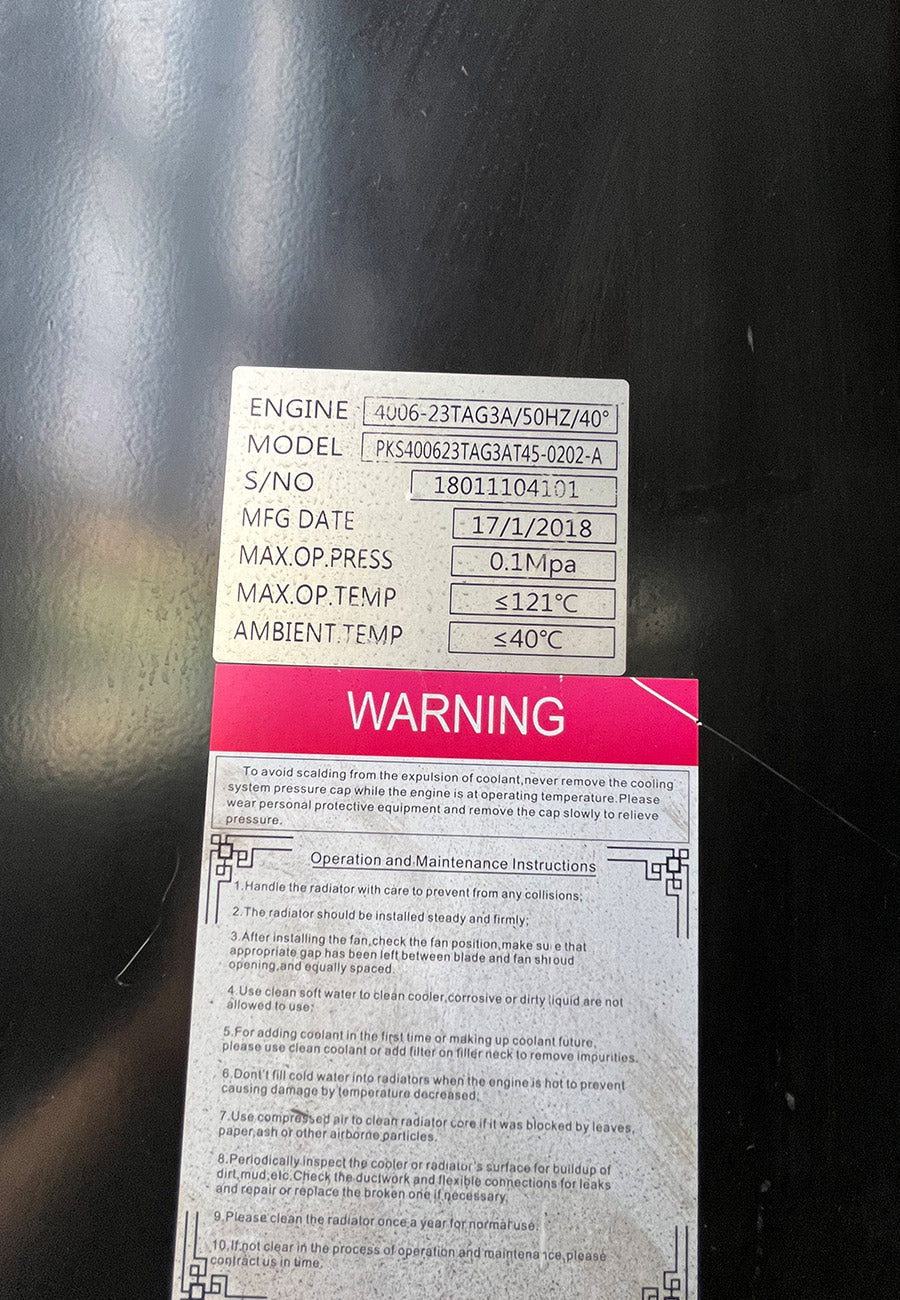 ENGINE 4006-23TAG3A/50HZ/40°
MODEL PKS400623TAG3AT45-0202-A
S/NO 18011104101
MFG DATE 17/1/2018
MAX.OP.PRESS 0.1Mpa
MAX.OP.TEMP ≤121℃
AMBIENT.TEMP ≤40℃
WARNING
To avoid scalding from the expulsion of coolant,never remove the cooling
system pressure cap while the engine is at operating temperature.Please
wear personal protective equipment and remove the cap slowly to relieve
pressure.
Operation and Maintenance Instructions
1.Handle the radiator with care to prevent from any collisions;
2.The radiator should be installed steady and firmly;
3.After installing the fan,check the fan position,make sure that
appropriate gap has been left between blade and fan shroud
opening,and equally spaced.
4.Use clean soft water to clean cooler,corrosive or dirty liquid are not
allowed to use;
5.For adding coolant in the first time or making up coolant future,
please use clean coolant or add filter on filler neck to remove impurities.
6.Dont't fill cold water into radiators when the engine is hot to prevent
causing damage by temperature decreased;
7.Use compressed air to clean radiator core if it was blocked by leaves,
paper,ash or other airborne particles.
8.Periodically inspect the cooler or radiator's surface for buildup of
dirt,mud,etc.Check the ductwork and flexible connections for leaks
and repair or replace the broken one if necessary.
9.Please clean the radiator once a year for normal use.
10.If not clear in the process of operation and maintenance,please
contract us in time.